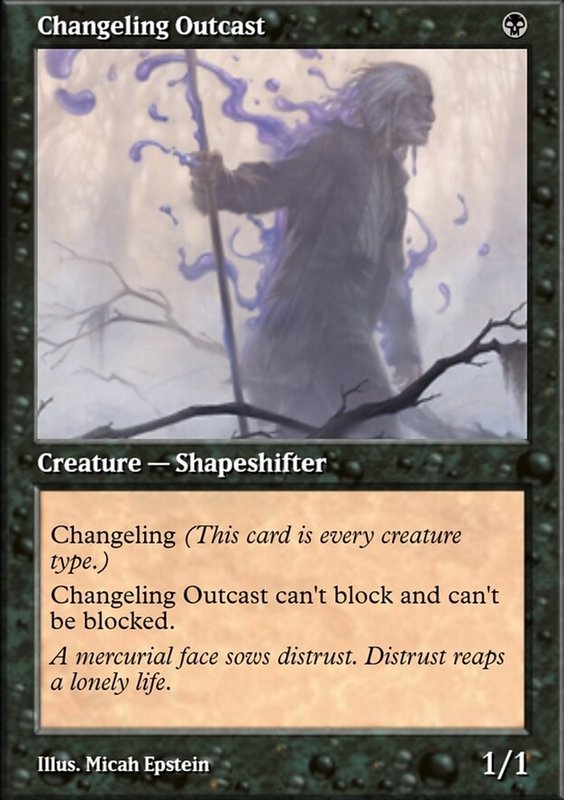 Changeling Outcast
Creature — Shapeshifter
Changeling (This card is every creature
type.)
Changeling Outcast can't block and can't
be blocked.
A mercurial face sows distrust. Distrust reaps
a lonely life.
Illus. Micah Epstein
1/1